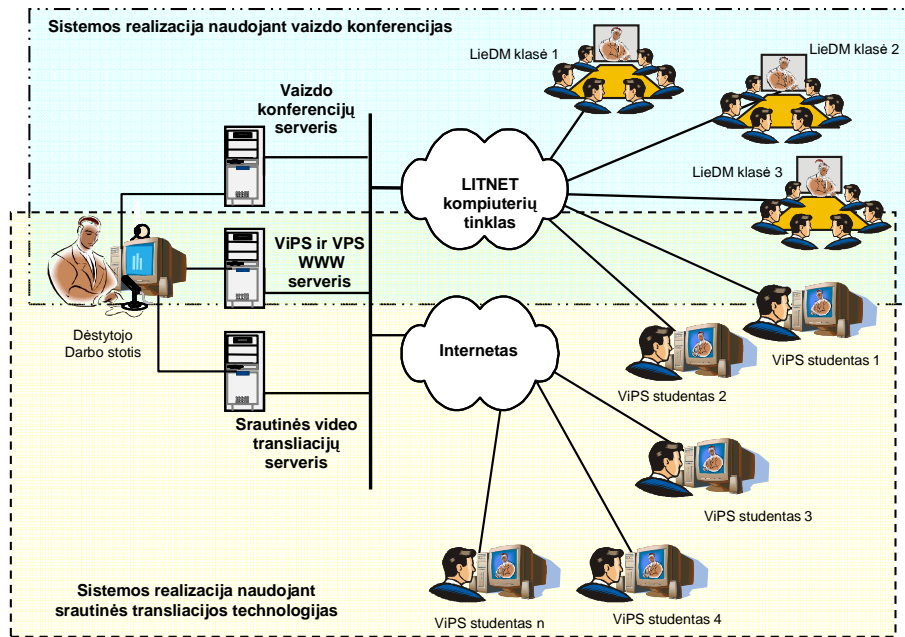 Sistemos realizacija naudojant vaizdo konferencijas
LieDM klasė 1
LieDM klasė 2
Vaizdo
konferencijų
serveris
LieDM klasė 3
LITNET
kompiuterių
tinklas
ViPS ir VPS
WWW
serveris
Dėstytojo
Darbo stotis
Internetas
ViPS studentas 1
ViPS studentas 2
Srautinės video
transliacijų
serveris
ViPS studentas 3
Sistemos realizacija naudojant
srautinės transliacijos technologijas
ViPS studentas n
ViPS studentas 4